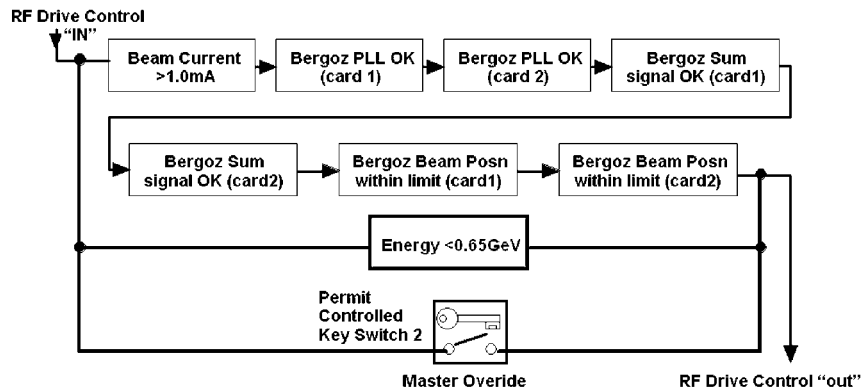 RF Drive Control
“IN”
Beam Current
>1.0mA
Bergoz PLL OK
(card 1)
Bergoz PLL OK
(card 2)
Bergoz Sum
signal OK (card1)
Bergoz Sum
signal OK (card2)
Bergoz Beam Posn
within limit (card1)
Bergoz Beam Posn
within limit (card2)
Energy <0.65GeV
Permit
Controlled
Key Switch 2
Master Overide
RF Drive Control “out”